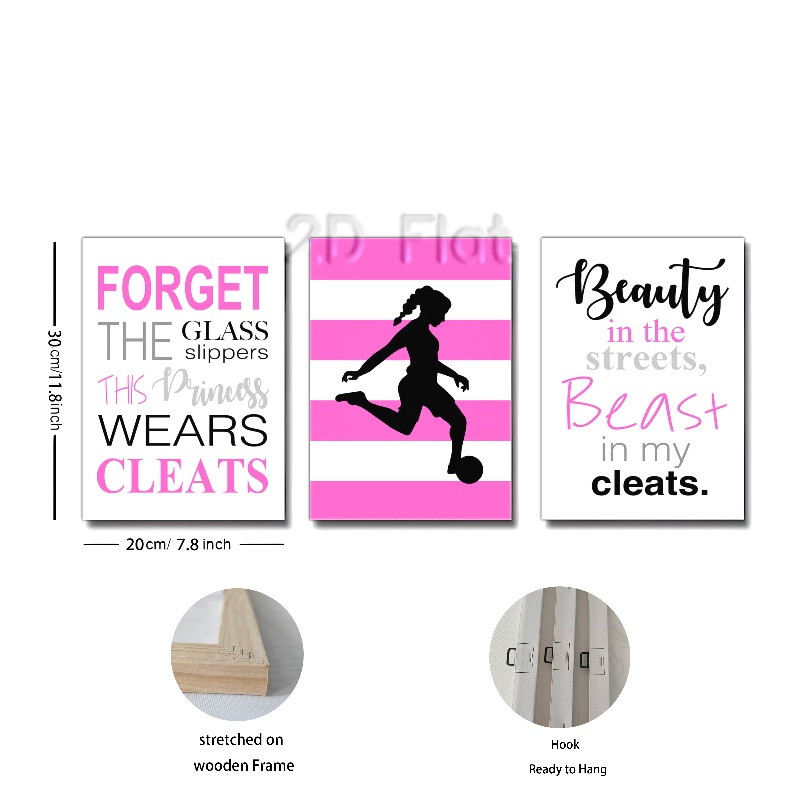 2D Flat
FORGET
THE GLASS
slippers
THIS Princess
WEARS
CLEATS
Beauty
in the
streets,
Beast
in my
cleats.
30cm/11.8inch
20cm/ 7.8 inch
stretched on
wooden Frame
Hook
Ready to Hang